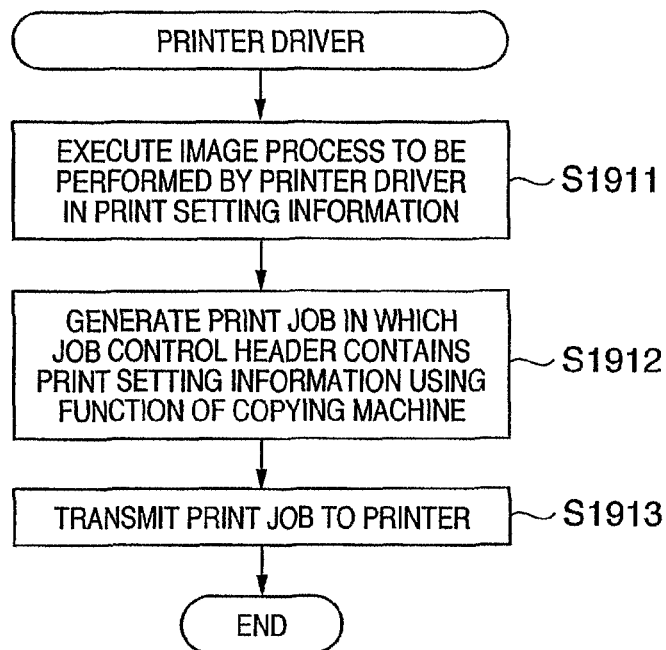 PRINTER DRIVER
EXECUTE IMAGE PROCESS TO BE
PERFORMED BY PRINTER DRIVER
IN PRINT SETTING INFORMATION
S1911
GENERATE PRINT JOB IN WHICH
JOB CONTROL HEADER CONTAINS
PRINT SETTING INFORMATION USING
FUNCTION OF COPYING MACHINE
S1912
TRANSMIT PRINT JOB TO PRINTER
S1913
END